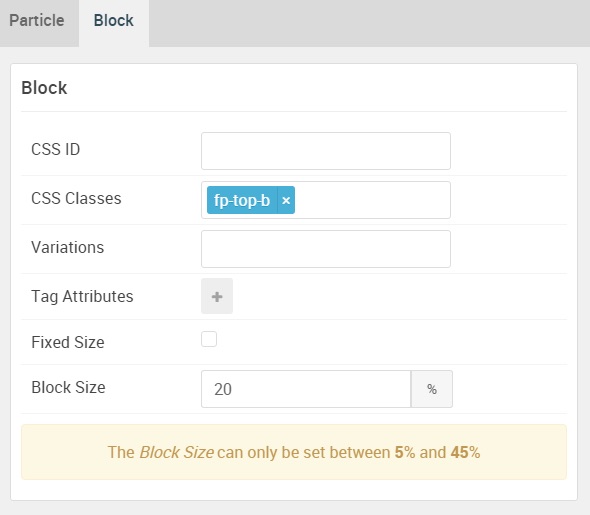 Particle Block
Block
CSS ID
CSS Classes fp-top-b ×
Variations
Tag Attributes +
Fixed Size
Block Size 20 %
The Block Size can only be set between 5% and 45%